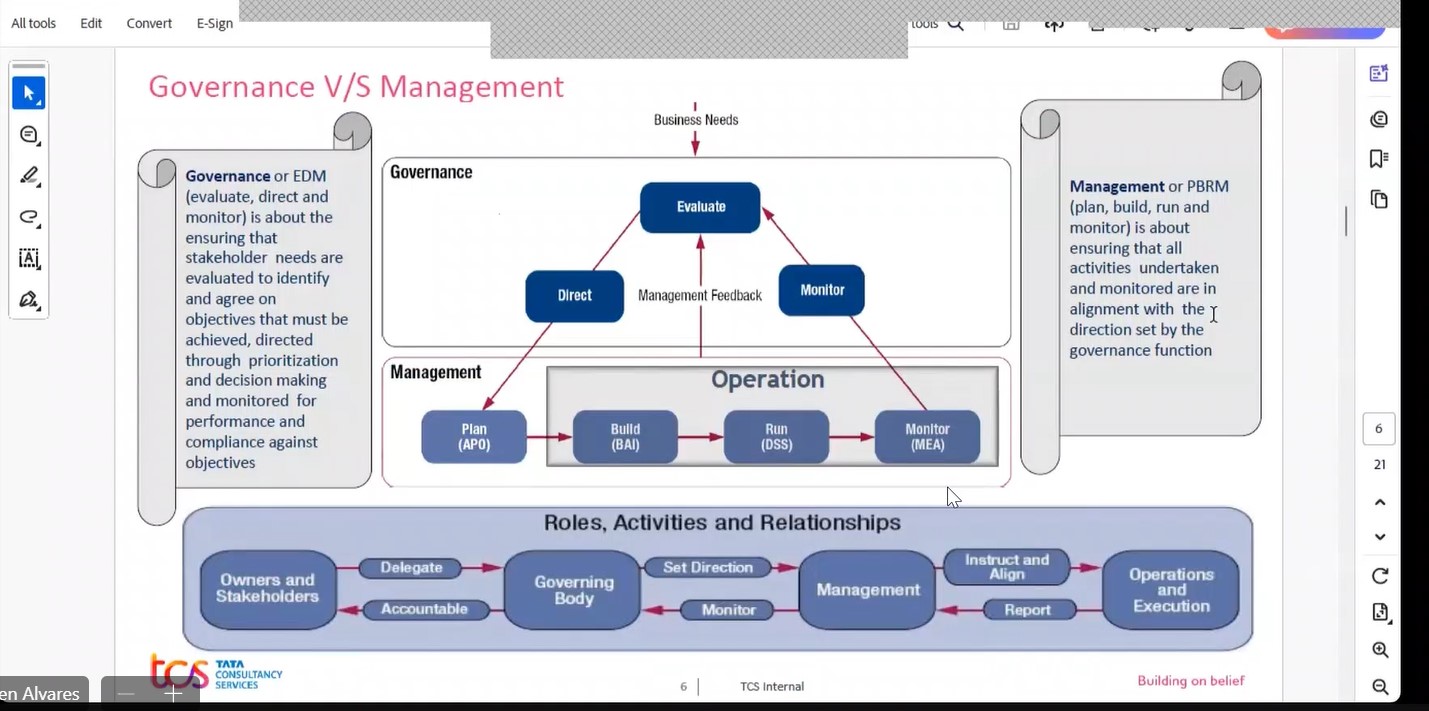 All tools Edit Convert E-Sign
tools
Governance V/S Management
Governance or EDM
(evaluate, direct and
monitor) is about the
ensuring that
stakeholder needs are
evaluated to identify
and agree on
objectives that must be
achieved, directed
through prioritization
and decision making
and monitored for
performance and
compliance against
objectives
Business Needs
Governance
Evaluate
Direct
Management Feedback
Monitor
Management
Operation
Plan
(APO)
Build
(BAI)
Run
(DSS)
Monitor
(MEA)
Management or PBRM
(plan, build, run and
monitor) is about
ensuring that all
activities undertaken
and monitored are in
alignment with the
direction set by the
governance function
Roles, Activities and Relationships
Owners and
Stakeholders
Delegate
Accountable
Governing
Body
Set Direction
Monitor
Management
Instruct and
Align
Report
Operations
and
Execution
tcs TATA
CONSULTANCY
SERVICES
6
TCS Internal
Building on belief
en Alvares
6
21